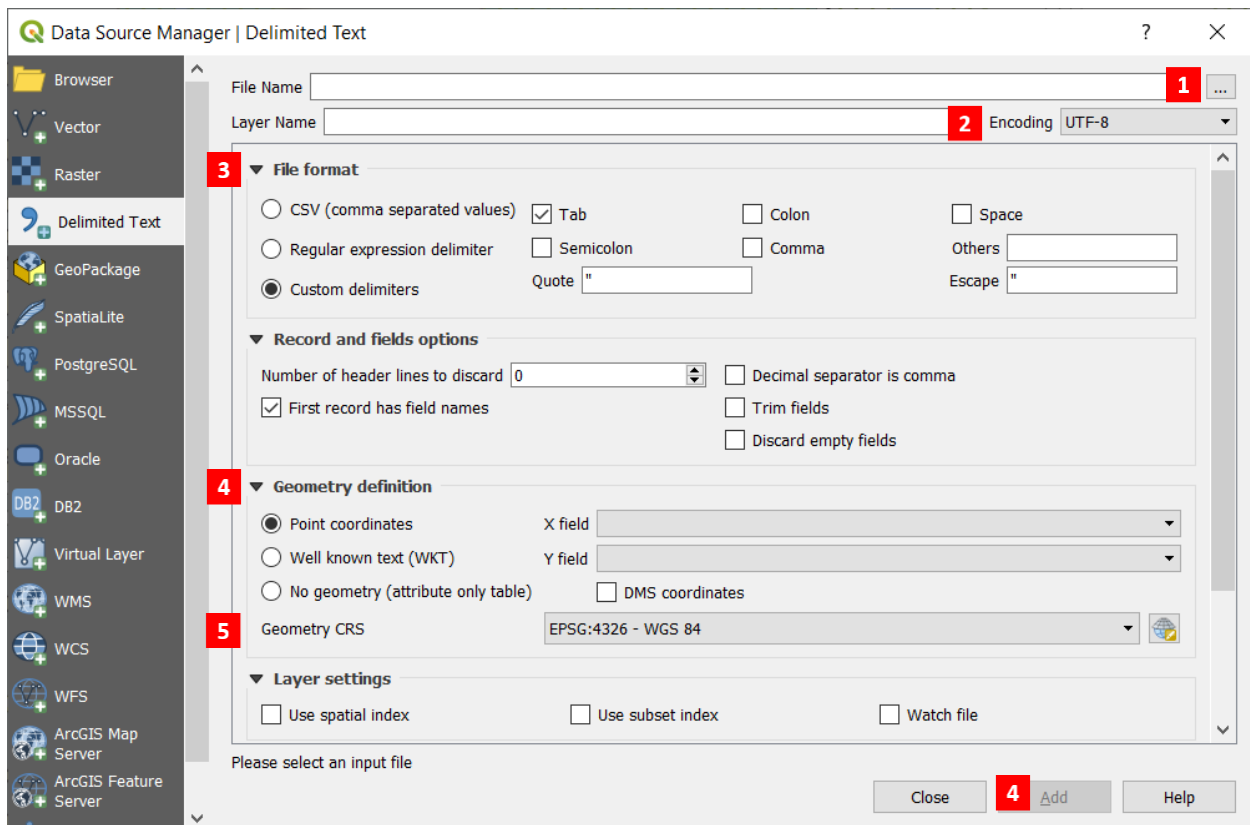 Data Source Manager | Delimited Text
?
Browser
Vector
Raster
Delimited Text
GeoPackage
SpatiaLite
PostgreSQL
MSSQL
Oracle
DB2 DB2
Virtual Layer
WMS
WCS
WFS
ArcGIS Map
Server
ArcGIS Feature
Server
File Name 1 ...
Layer Name 2 Encoding UTF-8
3 File format
CSV (comma separated values) Tab Colon Space
Regular expression delimiter Semicolon Comma Others
Custom delimiters Quote " Escape "
Record and fields options
Number of header lines to discard 0 Decimal separator is comma
First record has field names Trim fields
Discard empty fields
4 Geometry definition
Point coordinates X field
Well known text (WKT) Y field
No geometry (attribute only table) DMS coordinates
5 Geometry CRS EPSG:4326 - WGS 84
Layer settings
Use spatial index Use subset index Watch file
Please select an input file
Close 4 Add Help